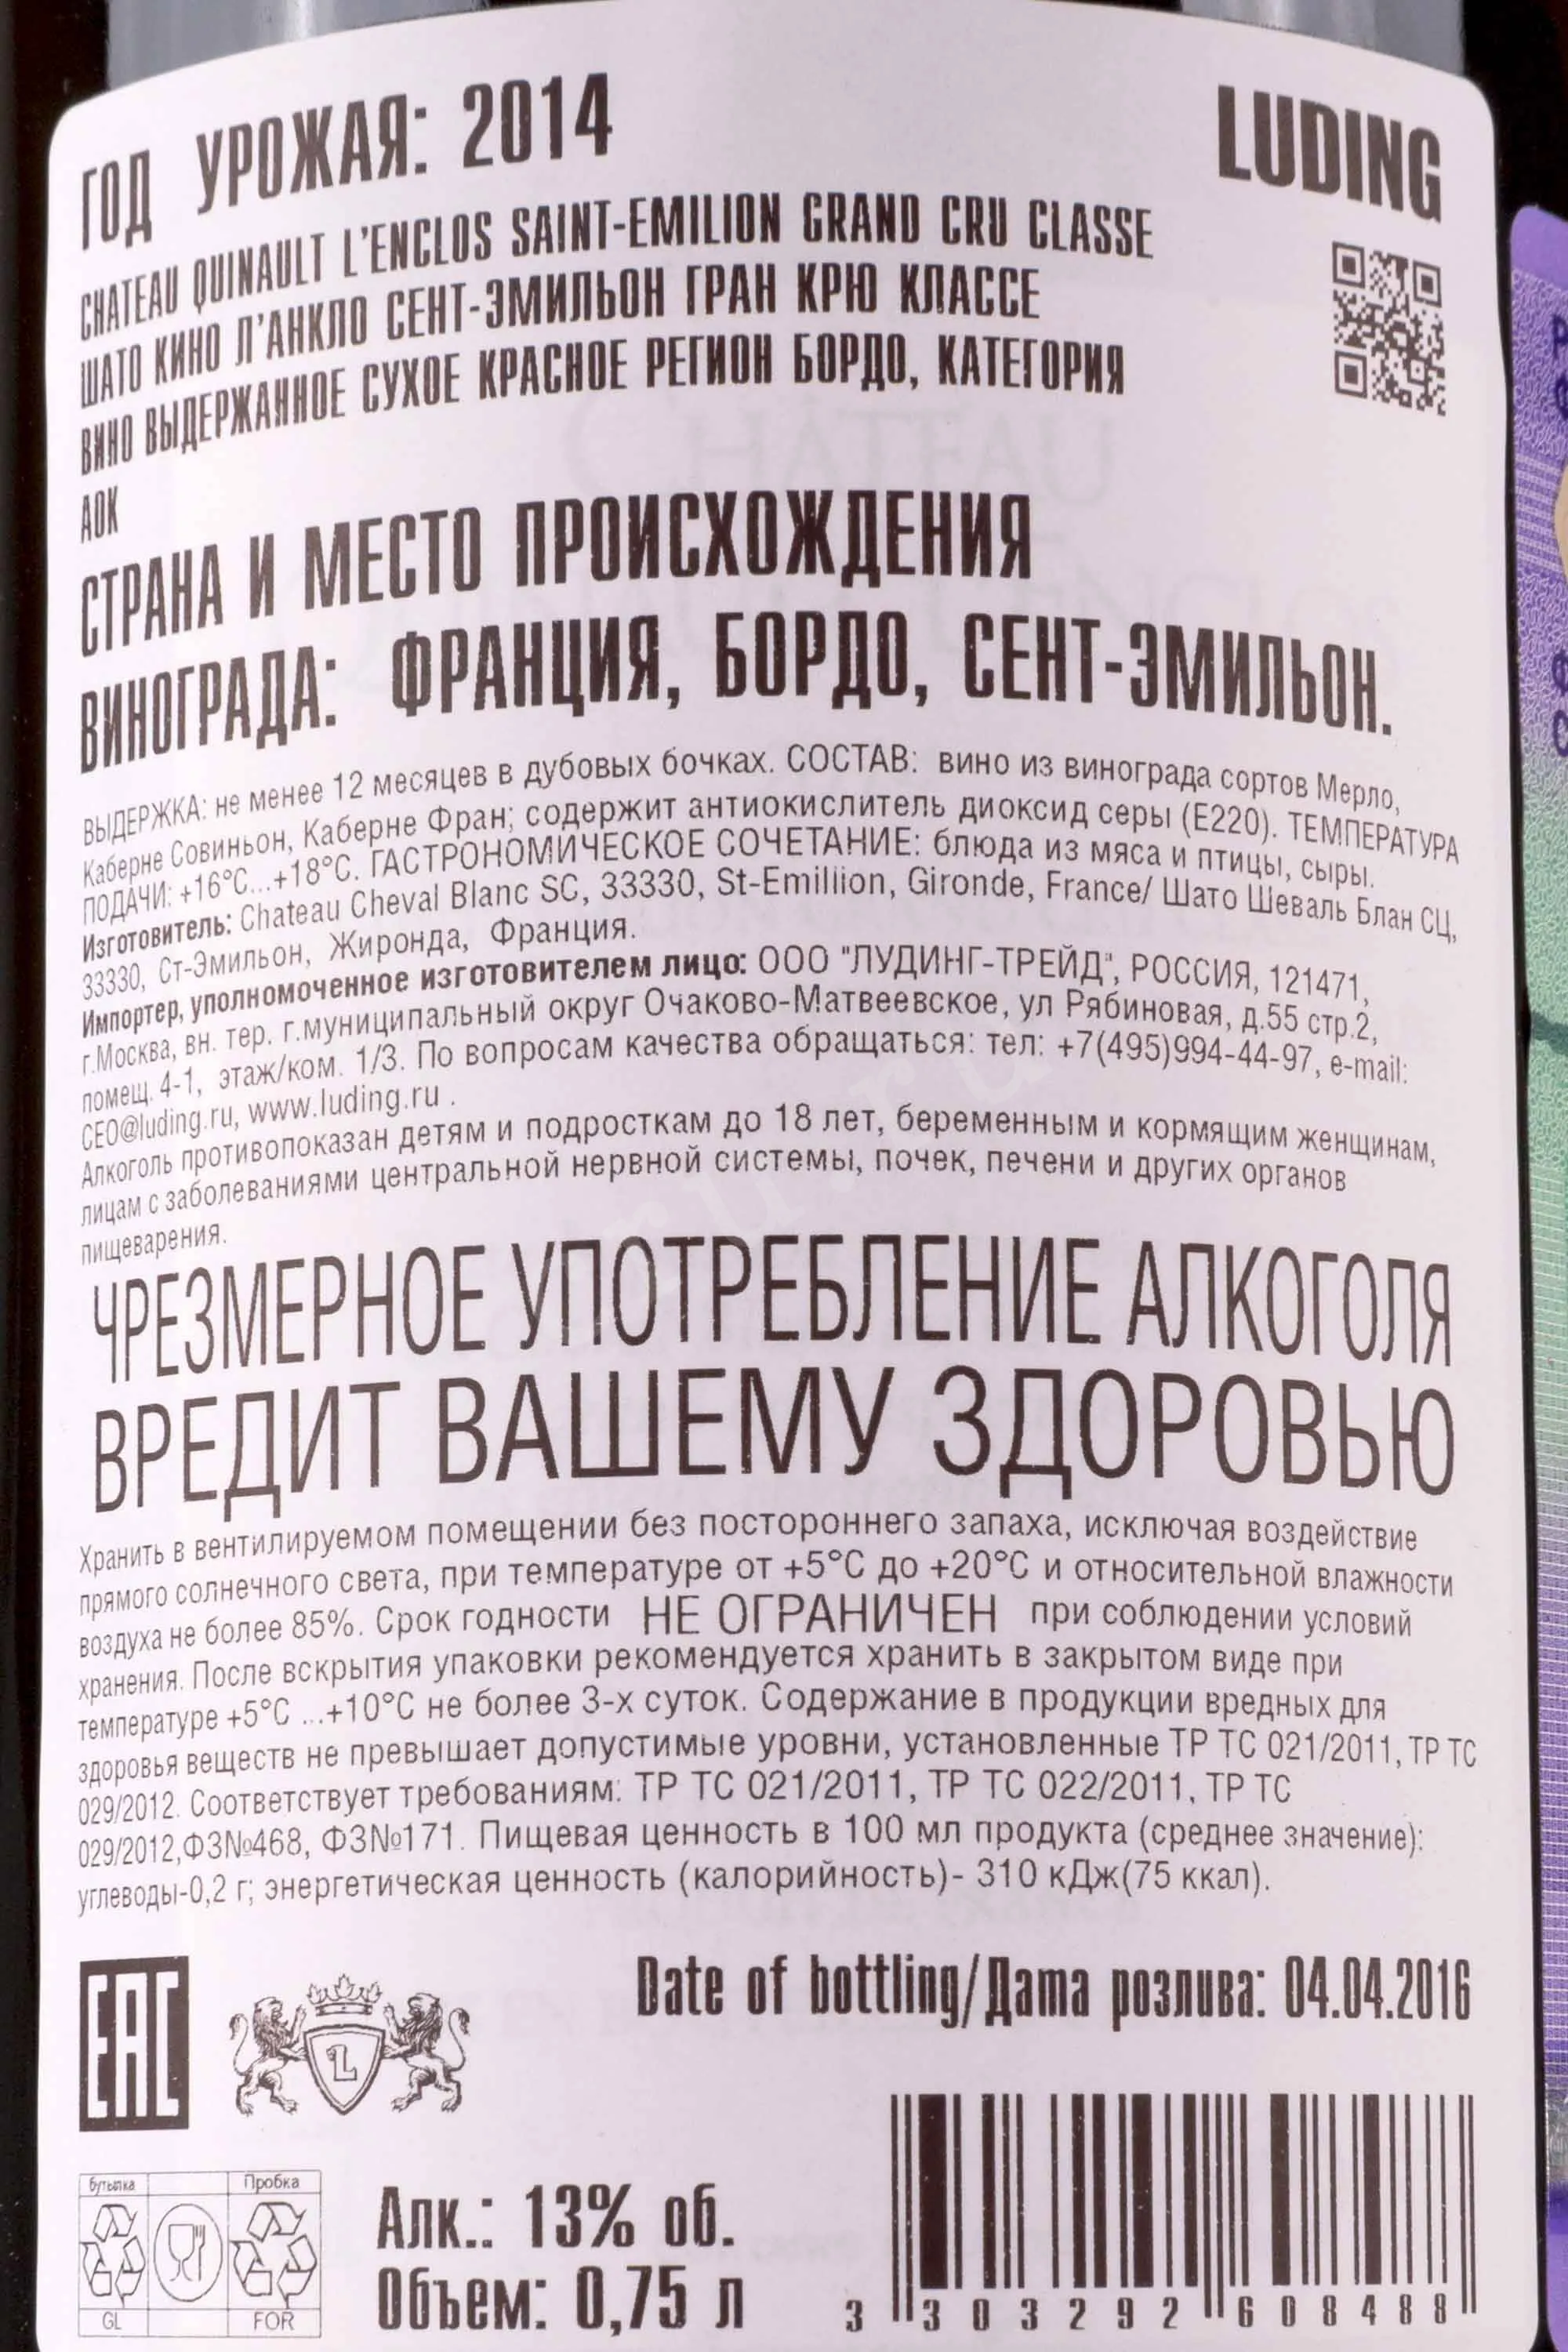 ГОД УРОЖАЯ: 2014
LUDING
CHATEAU QUINAULT L'ENCLOS SAINT-EMILION GRAND CRU CLASSE
ШАТО КИНО Л'АНКЛО СЕНТ-ЭМИЛЬОН ГРАН КРЮ КЛАССЕ
ВИНО ВЫДЕРЖАННОЕ СУХОЕ КРАСНОЕ РЕГИОН БОРДО, КАТЕГОРИЯ
АОК
СТРАНА И МЕСТО ПРОИСХОЖДЕНИЯ
ВИНОГРАДА: ФРАНЦИЯ, БОРДО, СЕНТ-ЭМИЛЬОН.
ВЫДЕРЖКА: не менее 12 месяцев в дубовых бочках. СОСТАВ: вино из винограда сортов Мерло,
Каберне Совиньон, Каберне Фран; содержит антиокислитель диоксид серы (Е220). ТЕМПЕРАТУРА
ПОДАЧИ: +16°С...+18°С. ГАСТРОНОМИЧЕСКОЕ СОЧЕТАНИЕ: блюда из мяса и птицы, сыры.
Изготовитель: Chateau Cheval Blanc SC, 33330, St-Emiliion, Gironde, France/ Шато Шеваль Блан СЦ,
33330, Ст-Эмильон, Жиронда, Франция.
Импортер, уполномоченное изготовителем лицо: ООО "ЛУДИНГ-ТРЕЙД", РОССИЯ, 121471,
г.Москва, вн. тер. г.муниципальный округ Очаково-Матвеевское, ул Рябиновая, д.55 стр.2,
помещ. 4-1, этаж/ком. 1/3. По вопросам качества обращаться: тел: +7(495)994-44-97, e-mail:
CEO@luding.ru, www.luding.ru .
Алкоголь противопоказан детям и подросткам до 18 лет, беременным и кормящим женщинам,
лицам с заболеваниями центральной нервной системы, почек, печени и других органов
пищеварения.
ЧРЕЗМЕРНОЕ УПОТРЕБЛЕНИЕ АЛКОГОЛЯ
ВРЕДИТ ВАШЕМУ ЗДОРОВЬЮ
Хранить в вентилируемом помещении без постороннего запаха, исключая воздействие
прямого солнечного света, при температуре от +5°С до +20°С и относительной влажности
воздуха не более 85%. Срок годности НЕ ОГРАНИЧЕН при соблюдении условий
хранения. После вскрытия упаковки рекомендуется хранить в закрытом виде при
температуре +5°С ...+10°С не более 3-х суток. Содержание в продукции вредных для
здоровья веществ не превышает допустимые уровни, установленные ТР ТС 021/2011, ТР ТС
029/2012. Соответствует требованиям: ТР ТС 021/2011, ТР ТС 022/2011, ТР ТС
029/2012,ФЗ№468, ФЗ№171. Пищевая ценность в 100 мл продукта (среднее значение):
углеводы-0,2 г; энергетическая ценность (калорийность)- 310 кДж(75 ккал).
EAC
L
Date of bottling/Дата розлива: 04.04.2016
бутылка
Пробка
GL
FOR
Алк.: 13% об.
Объем: 0,75 л
3 303292 608488